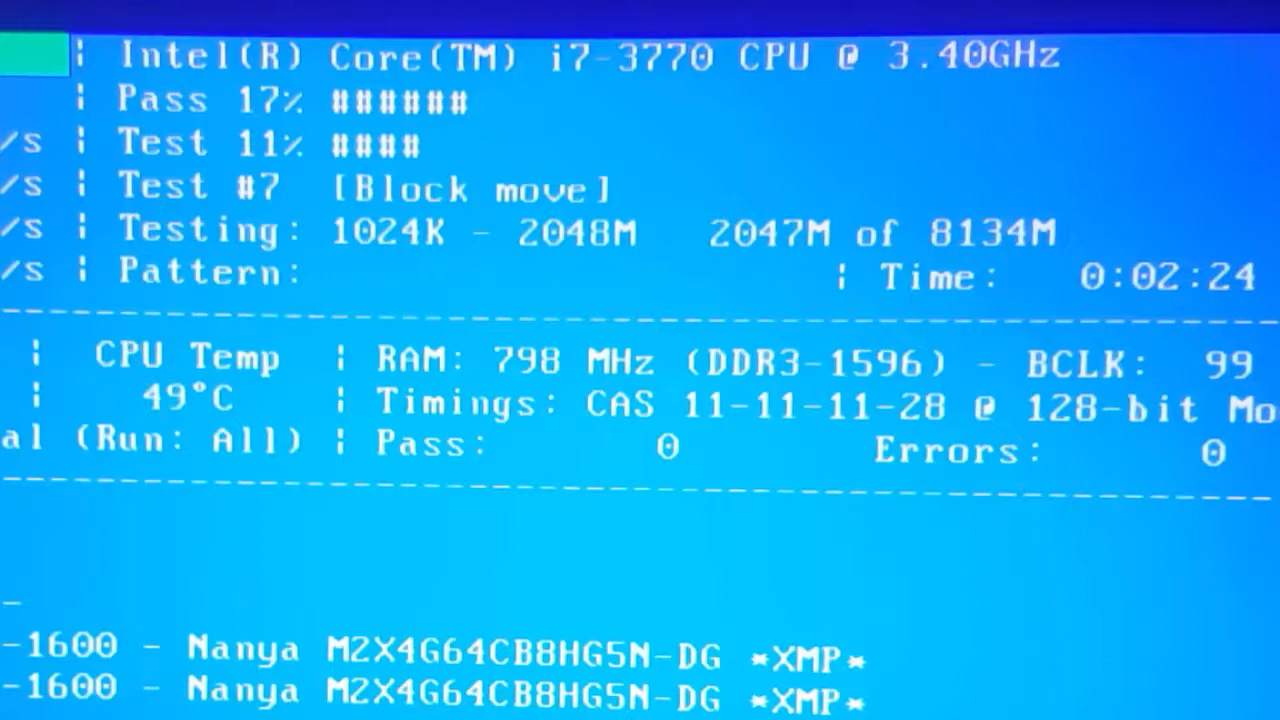 | Intel(R) Core(TM) i7-3770 CPU @ 3.40GHz
| Pass 17% ######
/s | Test 11% ####
/s | Test #7 [Block move]
/s | Testing: 1024K - 2048M 2047M of 8134M
/s | Pattern: | Time: 0:02:24
| CPU Temp | RAM: 798 MHz (DDR3-1596) - BCLK: 99
| 49°C | Timings: CAS 11-11-11-28 @ 128-bit Mo
al (Run: All) | Pass: 0 Errors: 0
-1600 - Nanya M2X4G64CB8HG5N-DG *XMP*
-1600 - Nanya M2X4G64CB8HG5N-DG *XMP*